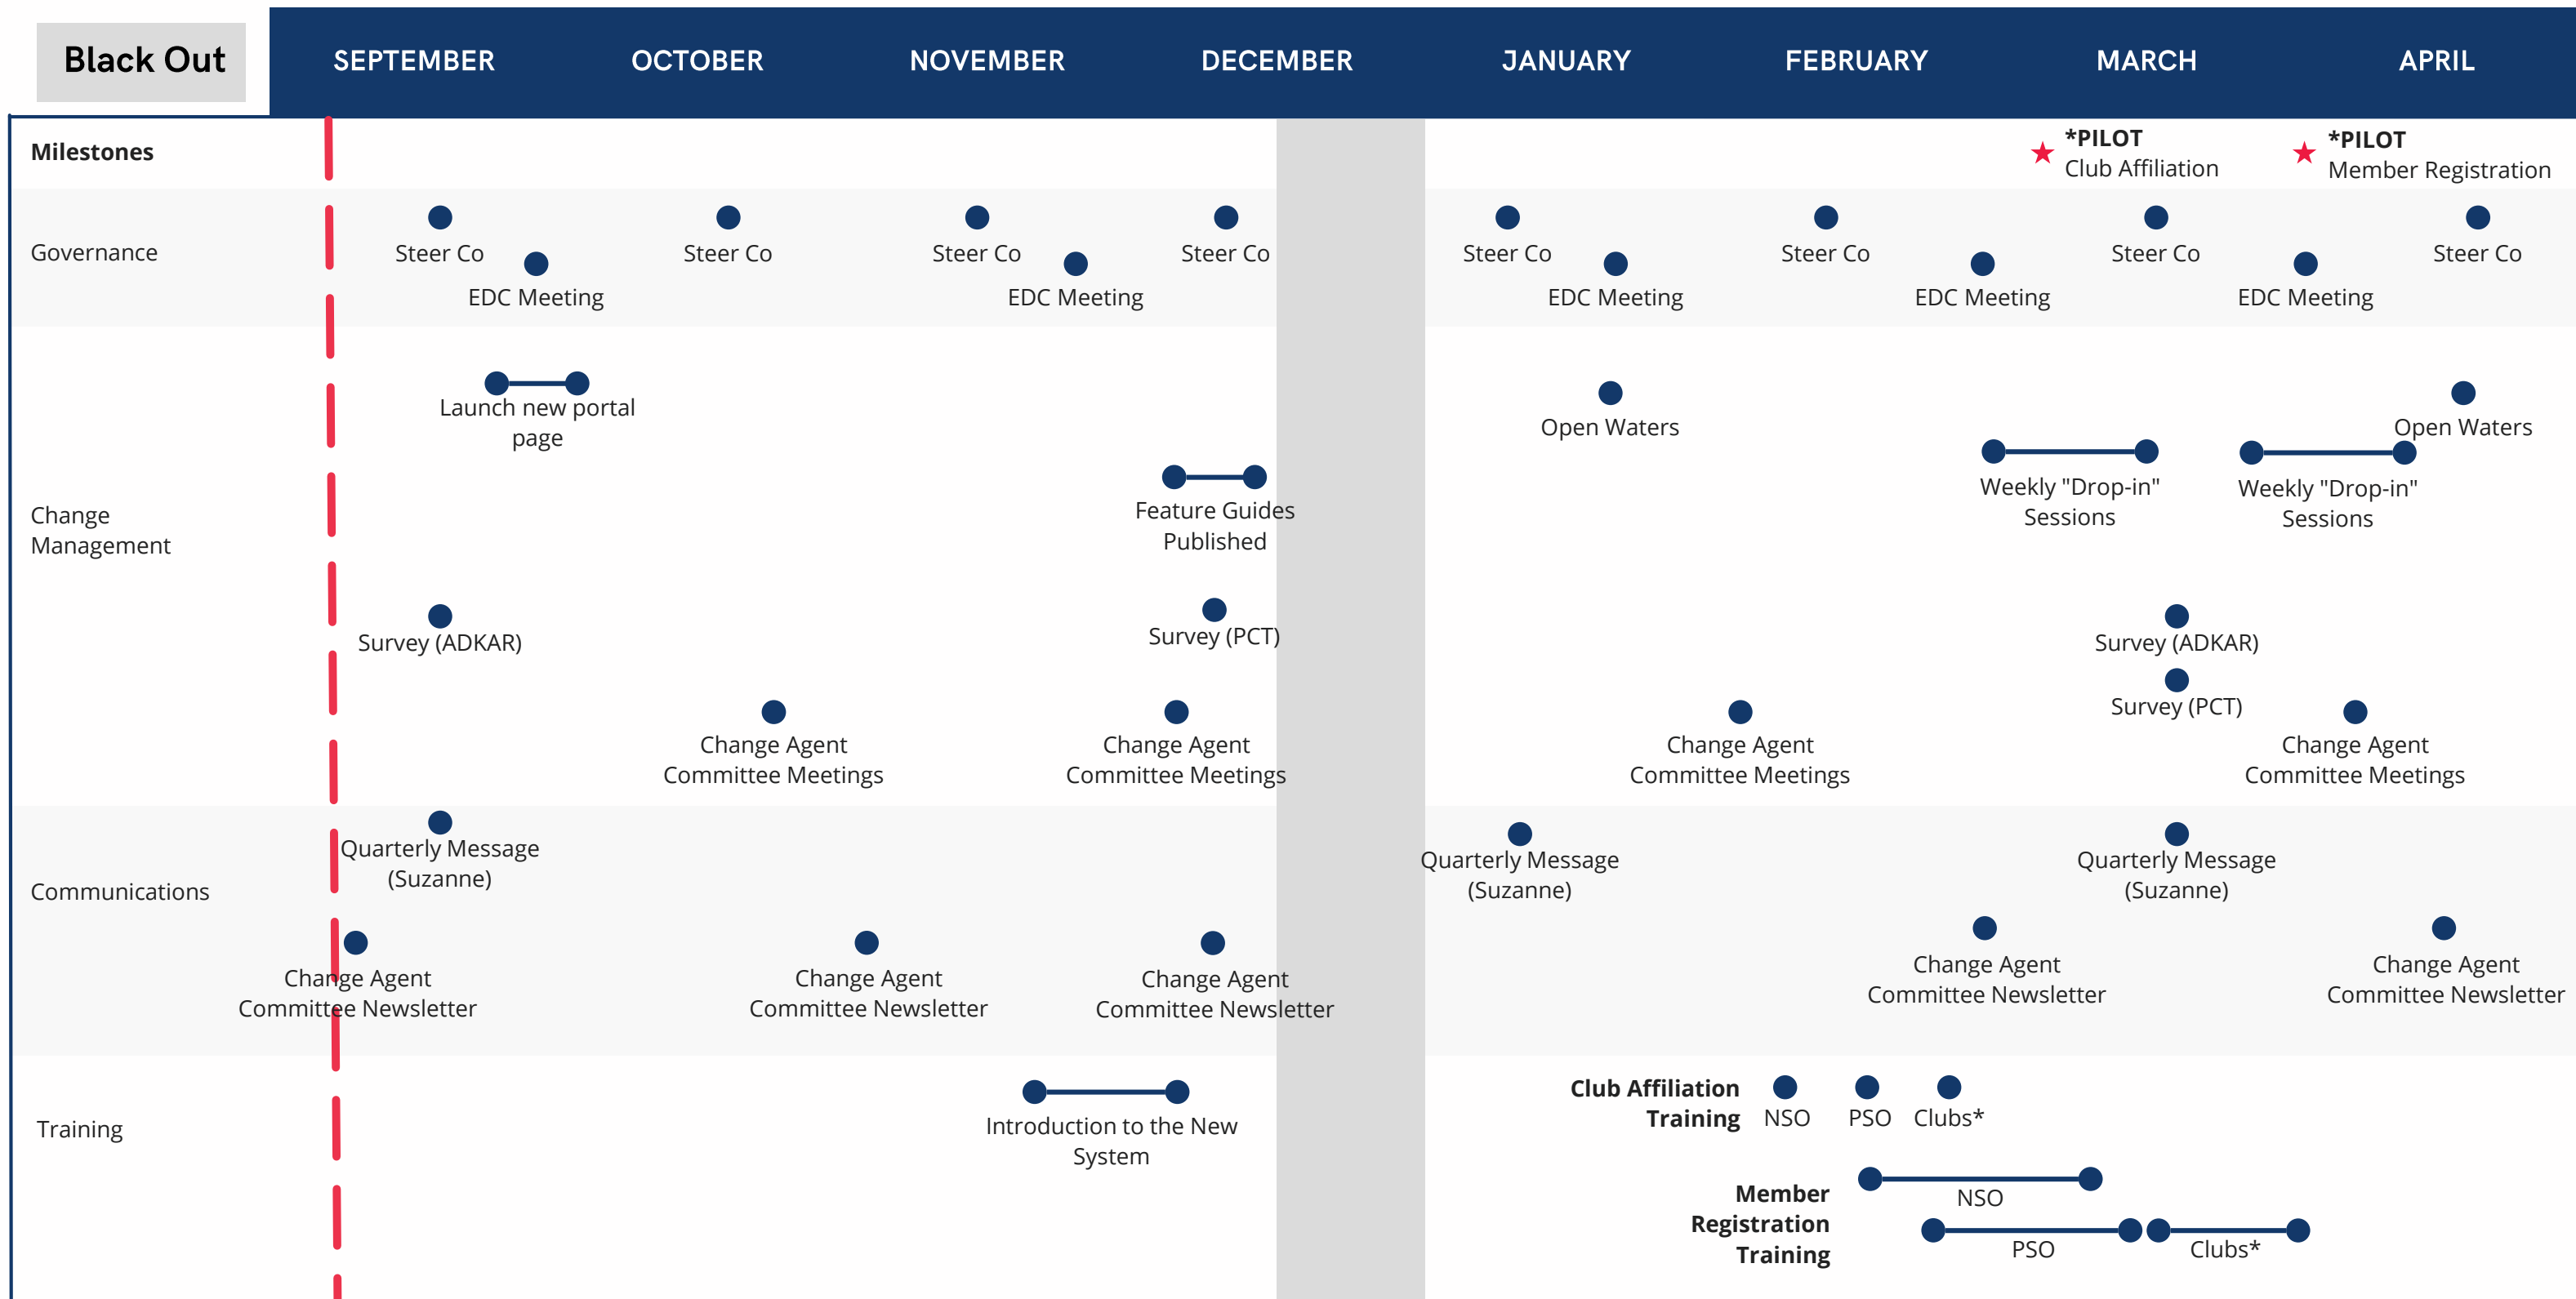 Black Out
SEPTEMBER
OCTOBER
NOVEMBER
DECEMBER
JANUARY
FEBRUARY
MARCH
APRIL
Milestones
*PILOT
Club Affiliation
*PILOT
Member Registration
Governance
Steer Co
EDC Meeting
Steer Co
Steer Co
EDC Meeting
Steer Co
Steer Co
EDC Meeting
Steer Co
EDC Meeting
Steer Co
EDC Meeting
Steer Co
Change
Management
Launch new portal
page
Open Waters
Open Waters
Feature Guides
Published
Weekly "Drop-in"
Sessions
Weekly "Drop-in"
Sessions
Survey (ADKAR)
Survey (PCT)
Survey (ADKAR)
Survey (PCT)
Change Agent
Committee Meetings
Change Agent
Committee Meetings
Change Agent
Committee Meetings
Change Agent
Committee Meetings
Communications
Quarterly Message
(Suzanne)
Quarterly Message
(Suzanne)
Quarterly Message
(Suzanne)
Change Agent
Committee Newsletter
Change Agent
Committee Newsletter
Change Agent
Committee Newsletter
Change Agent
Committee Newsletter
Change Agent
Committee Newsletter
Training
Introduction to the New
System
Club Affiliation
Training
NSO
PSO
Clubs*
Member
Registration
Training
NSO
PSO
Clubs*